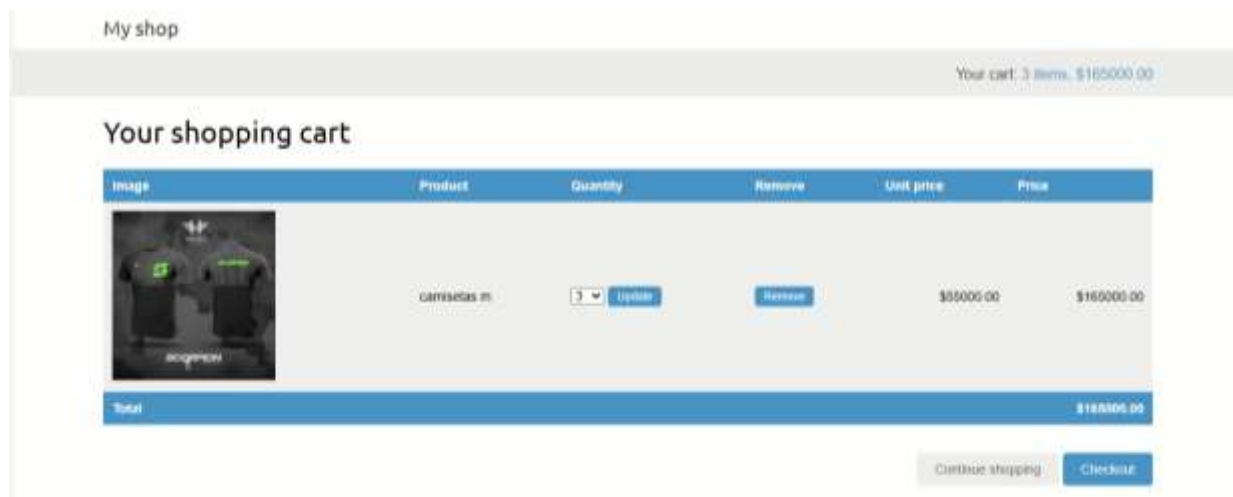 My shop
Your cart: 3 items, $165000.00
Your shopping cart
Image Product Quantity Remove Unit price Price
SCORPION
camisetas m 3 Update Remove $55000.00 $165000.00
Total $165000.00
Continue shopping Checkout